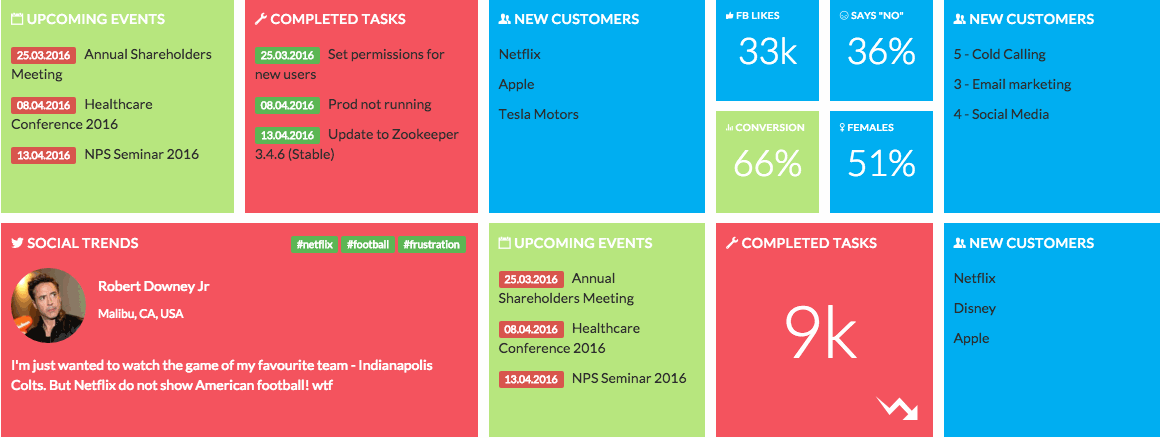 UPCOMING EVENTS
25.03.2016 Annual Shareholders
Meeting
08.04.2016 Healthcare
Conference 2016
13.04.2016 NPS Seminar 2016
COMPLETED TASKS
25.03.2016 Set permissions for
new users
08.04.2016 Prod not running
13.04.2016 Update to Zookeeper
3.4.6 (Stable)
NEW CUSTOMERS
Netflix
Apple
Tesla Motors
FB LIKES
33k
SAYS "NO"
36%
CONVERSION
66%
FEMALES
51%
NEW CUSTOMERS
5 - Cold Calling
3 - Email marketing
4 - Social Media
SOCIAL TRENDS
#netflix #football #frustration
Robert Downey Jr
Malibu, CA, USA
I'm just wanted to watch the game of my favourite team - Indianapolis
Colts. But Netflix do not show American football! wtf
UPCOMING EVENTS
25.03.2016 Annual
Shareholders Meeting
08.04.2016 Healthcare
Conference 2016
13.04.2016 NPS Seminar 2016
COMPLETED TASKS
9k
NEW CUSTOMERS
Netflix
Disney
Apple